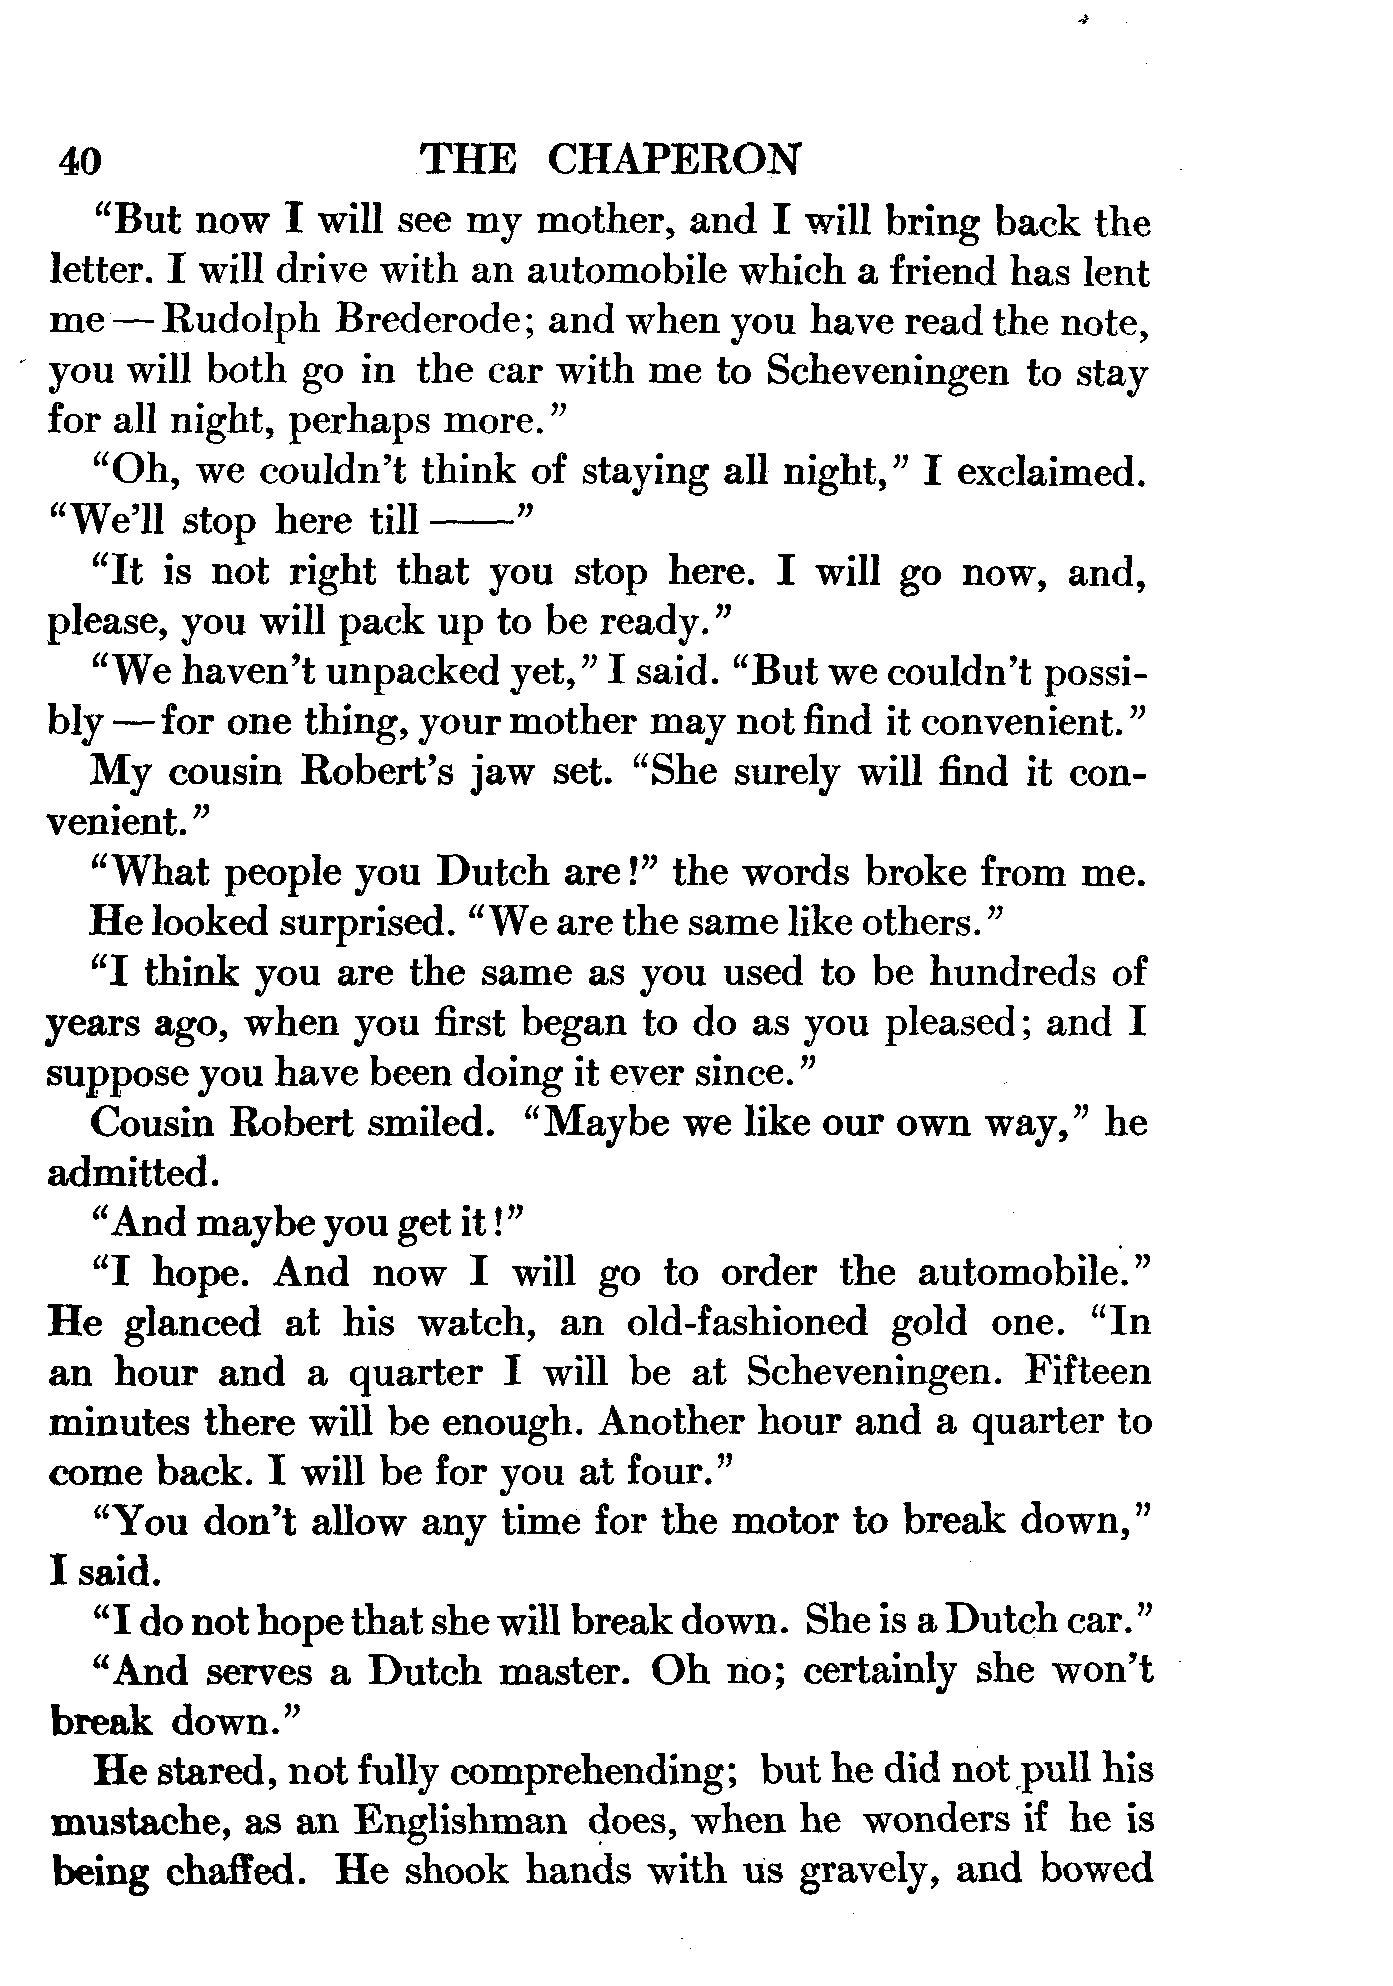 40 THE CHAPERON
“But now I will see my mother, and I will bring back the
letter. I will drive with an automobile which a friend has lent
me — Rudolph Brederode; and when you have read the note,
you will both go in the car with me to Scheveningen to stay
for all night, perhaps more.”
“Oh, we couldn’t think of staying all night,” I exclaimed.
“We’ll stop here till ——”
“It is not right that you stop here. I will go now, and,
please, you will pack up to be ready.”
“We haven’t unpacked yet,” I said. “But we couldn’t possi-
bly — for one thing, your mother may not find it convenient.”
My cousin Robert’s jaw set. “She surely will find it con-
venient.”
“What people you Dutch are!” the words broke from me.
He looked surprised. “We are the same like others.”
“I think you are the same as you used to be hundreds of
years ago, when you first began to do as you pleased; and I
suppose you have been doing it ever since.”
Cousin Robert smiled. “Maybe we like our own way,” he
admitted.
“And maybe you get it!”
“I hope. And now I will go to order the automobile.”
He glanced at his watch, an old-fashioned gold one. “In
an hour and a quarter I will be at Scheveningen. Fifteen
minutes there will be enough. Another hour and a quarter to
come back. I will be for you at four.”
“You don’t allow any time for the motor to break down,”
I said.
“I do not hope that she will break down. She is a Dutch car.”
“And serves a Dutch master. Oh no; certainly she won’t
break down.”
He stared, not fully comprehending; but he did not pull his
mustache, as an Englishman does, when he wonders if he is
being chaffed. He shook hands with us gravely, and bowed